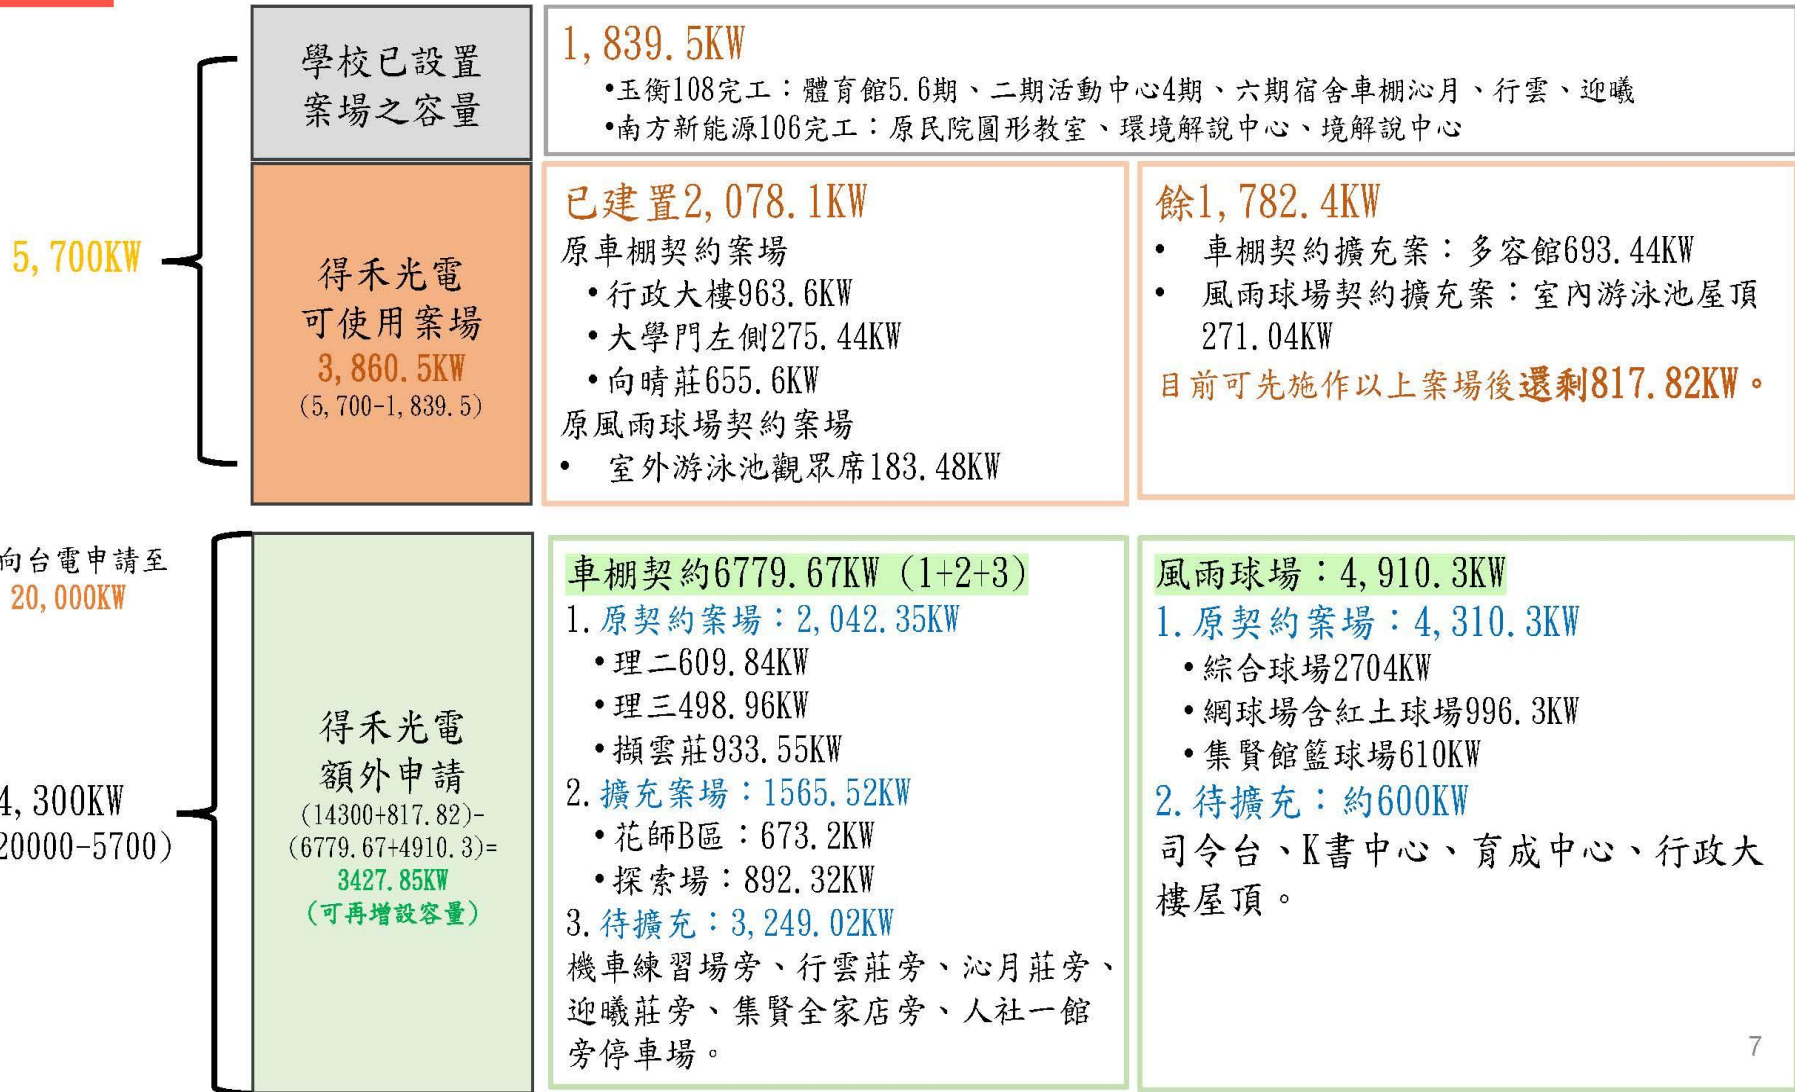 5,700KW
學校已設置
案場之容量
1,839.5KW
•玉衡108完工：體育館5.6期、二期活動中心4期、六期宿舍車棚沁月、行雲、迎曦
•南方新能源106完工：原民院圓形教室、環境解說中心、境解說中心
得禾光電
可使用案場
3,860.5KW
(5,700-1,839.5)
已建置2,078.1KW
原車棚契約案場
•行政大樓963.6KW
•大學門左側275.44KW
•向晴莊655.6KW
原風雨球場契約案場
• 室外游泳池觀眾席183.48KW
餘1,782.4KW
• 車棚契約擴充案：多容館693.44KW
• 風雨球場契約擴充案：室內游泳池屋頂
271.04KW
目前可先施作以上案場後還剩817.82KW。
向台電申請至
20,000KW
4,300KW
20000-5700)
得禾光電
額外申請
(14300+817.82)-
(6779.67+4910.3)=
3427.85KW
(可再增設容量)
車棚契約6779.67KW (1+2+3)
1.原契約案場：2,042.35KW
•理二609.84KW
•理三498.96KW
•擷雲莊933.55KW
2.擴充案場：1565.52KW
•花師B區：673.2KW
•探索場：892.32KW
3.待擴充：3,249.02KW
機車練習場旁、行雲莊旁、沁月莊旁、
迎曦莊旁、集賢全家店旁、人社一館
旁停車場。
風雨球場：4,910.3KW
1.原契約案場：4,310.3KW
•綜合球場2704KW
•網球場含紅土球場996.3KW
•集賢館籃球場610KW
2.待擴充：約600KW
司令台、K書中心、育成中心、行政大
樓屋頂。
7